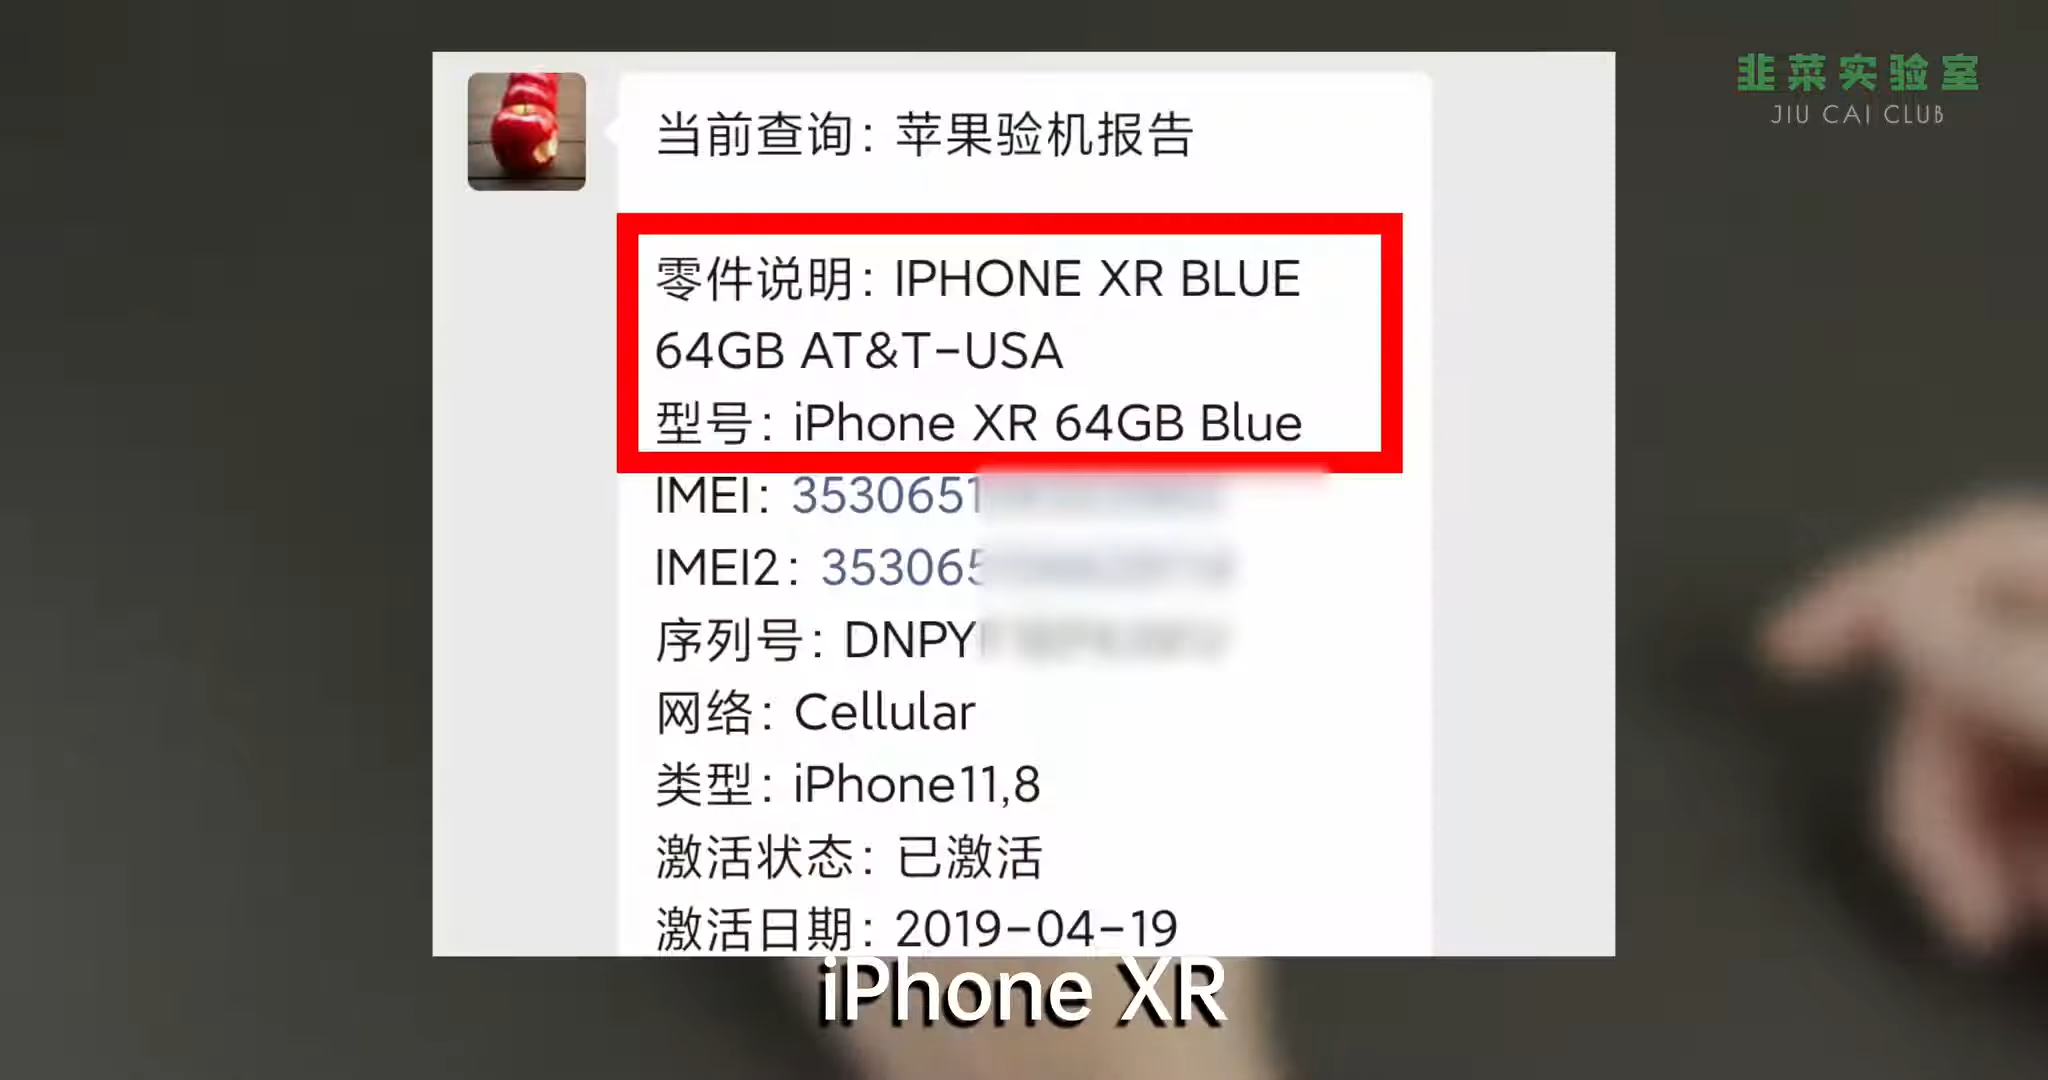 韭菜实验室
JIU CAI CLUB
当前查询：苹果验机报告
零件说明：IPHONE XR BLUE
64GB AT&T-USA
型号：iPhone XR 64GB Blue
IMEI：3530651
IMEI2：353065
序列号：DNPY
网络：Cellular
类型：iPhone11,8
激活状态：已激活
激活日期：2019-04-19
iPhone XR